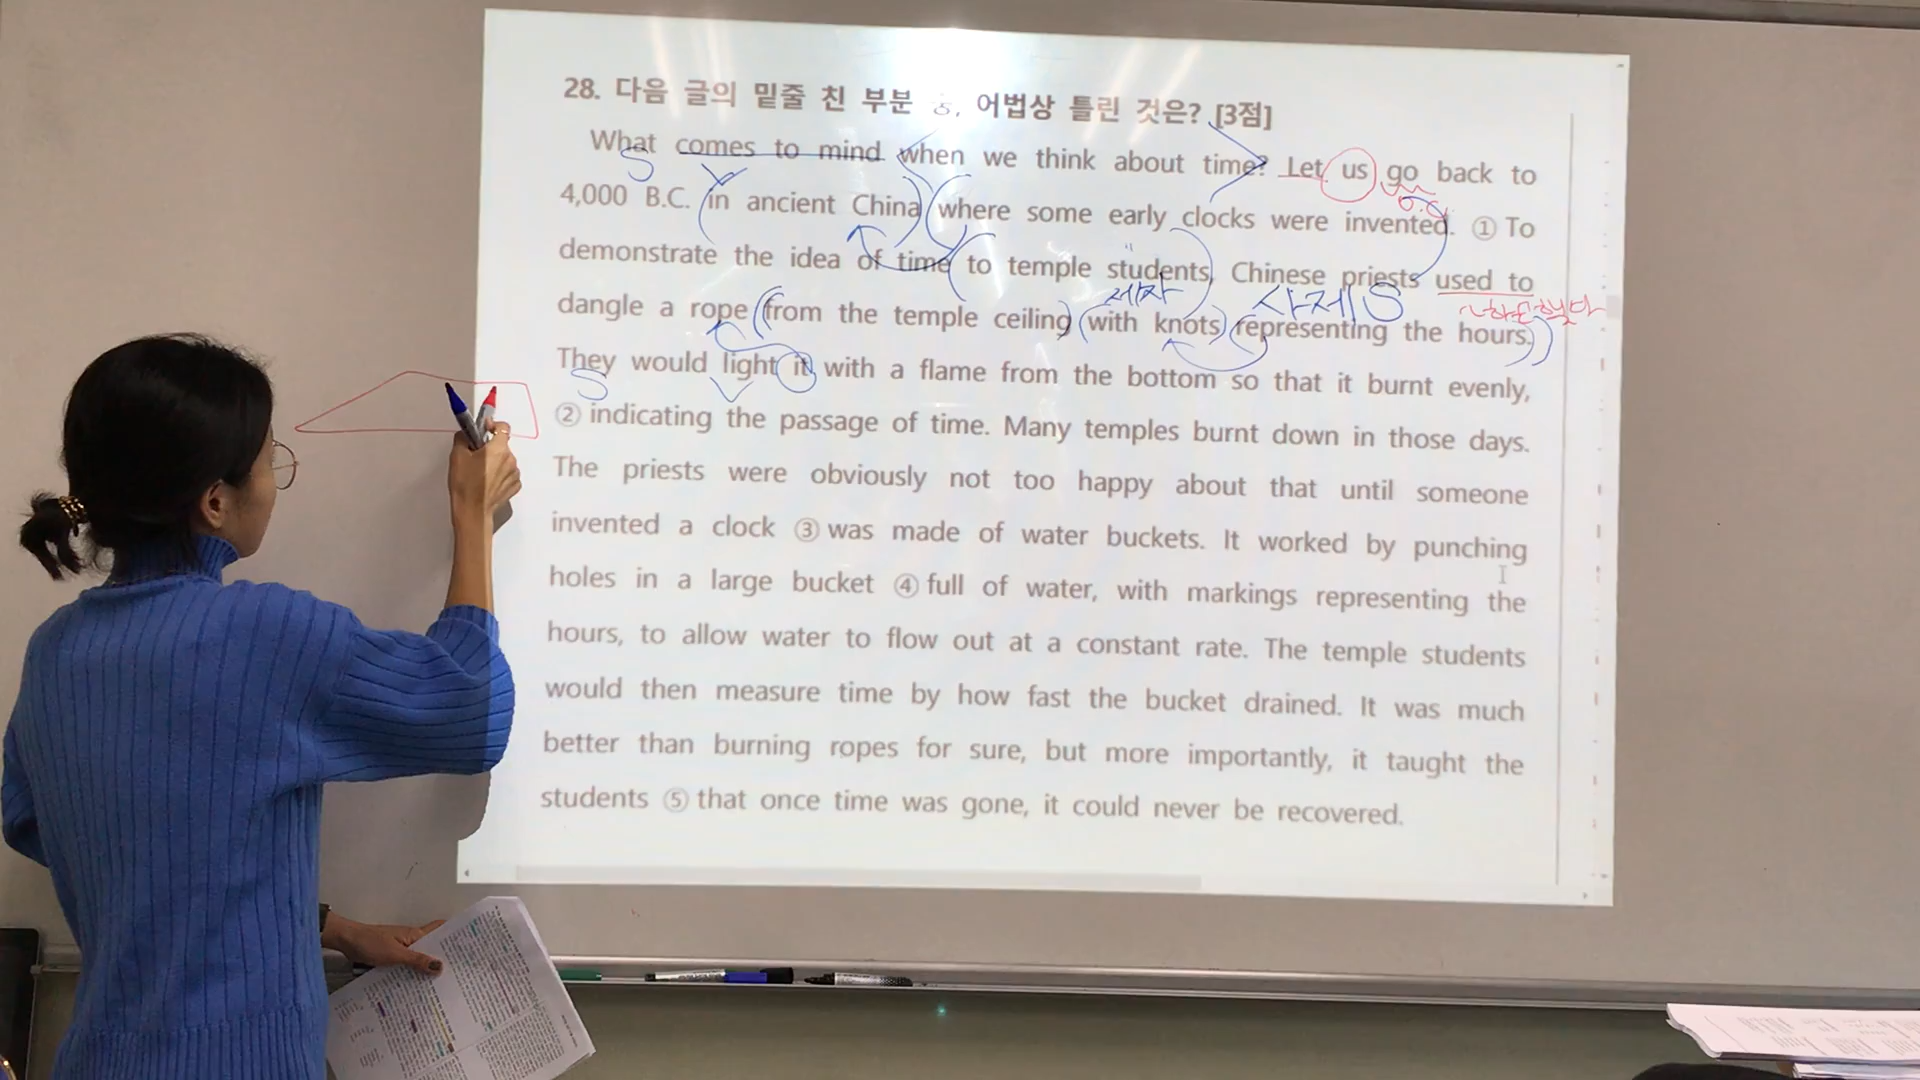 28. 다음 글의 밑줄 친 부분 중, 어법상 틀린 것은? [3점]
What comes to mind when we think about time? Let us go back to
S
4,000 B.C. in ancient China where some early clocks were invented. ① To
demonstrate the idea of time to temple students, Chinese priests used to
제자 사제 S ~하곤 했다
dangle a rope from the temple ceiling with knots representing the hours.
They would light it with a flame from the bottom so that it burnt evenly,
S V
② indicating the passage of time. Many temples burnt down in those days.
The priests were obviously not too happy about that until someone
invented a clock ③ was made of water buckets. It worked by punching
holes in a large bucket ④ full of water, with markings representing the
hours, to allow water to flow out at a constant rate. The temple students
would then measure time by how fast the bucket drained. It was much
better than burning ropes for sure, but more importantly, it taught the
students ⑤ that once time was gone, it could never be recovered.